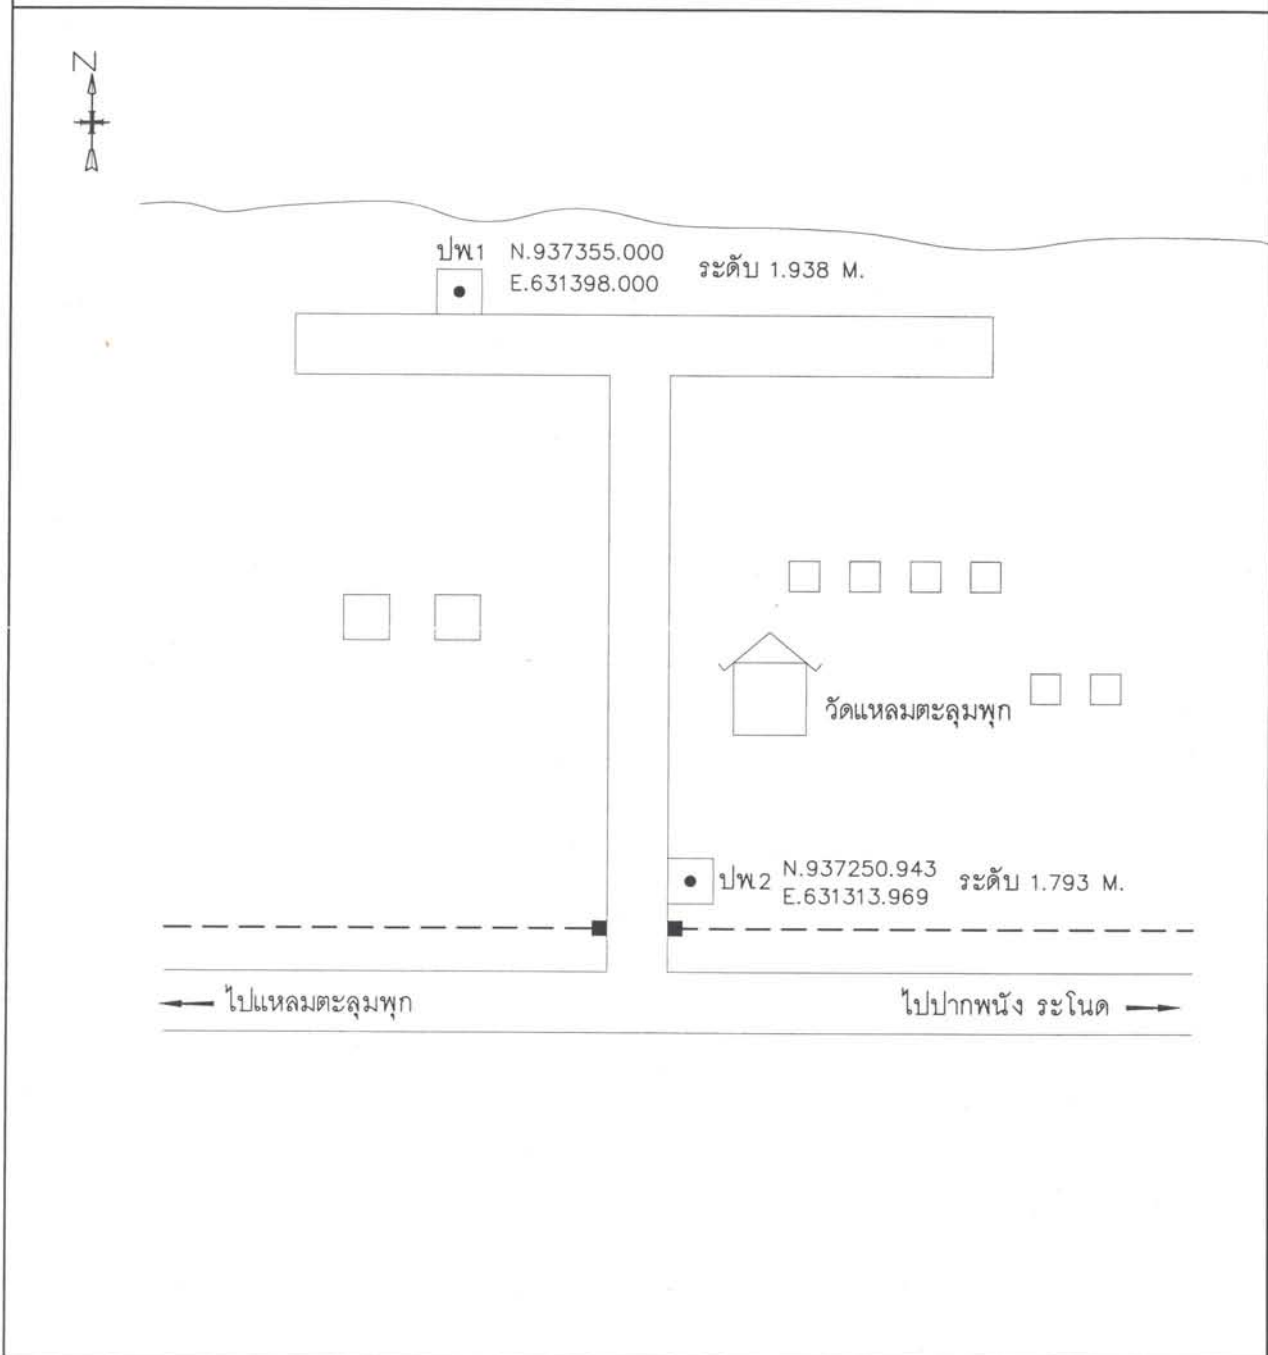 N
ปพ.1 N.937355.000 ระดับ 1.938 M.
E.631398.000
วัดแหลมตะลุมพุก
ปพ.2 N.937250.943 ระดับ 1.793 M.
E.631313.969
ไปแหลมตะลุมพุก ไปปากพนัง ระโนด